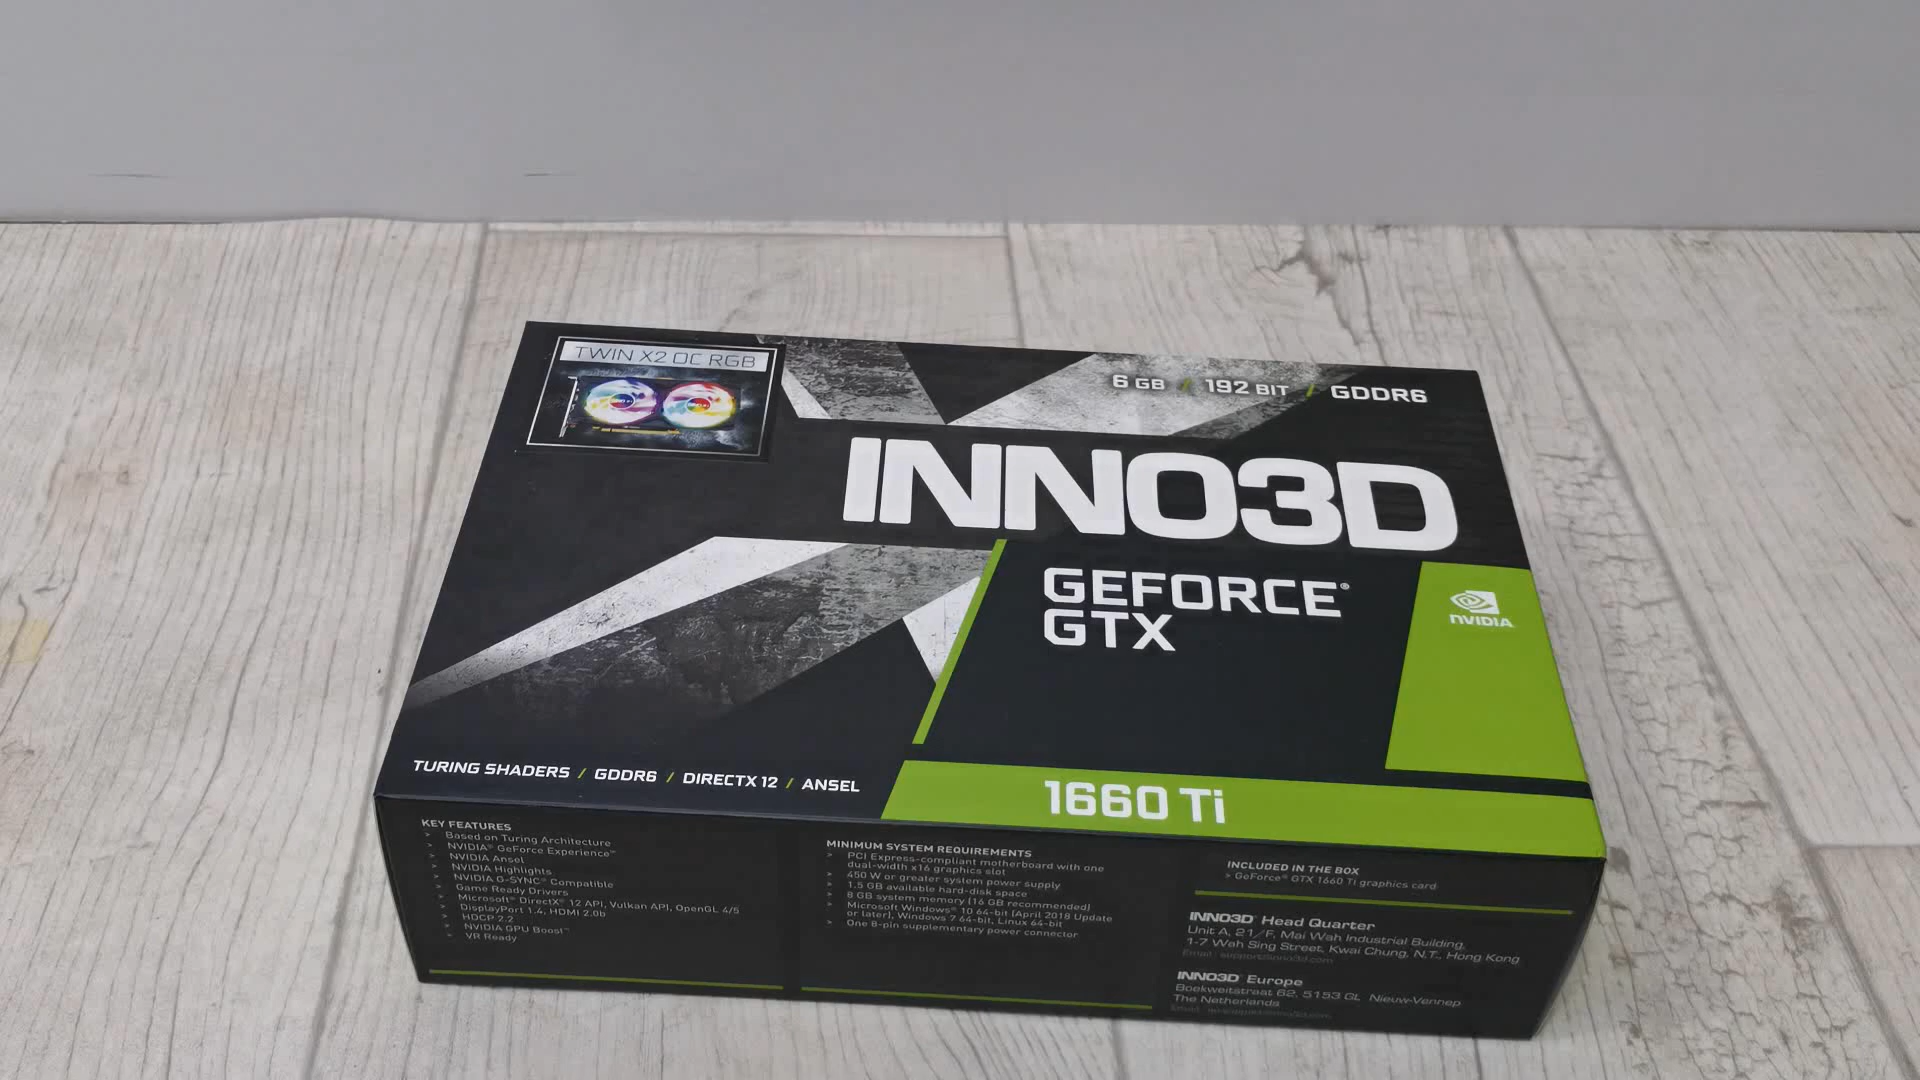 TWIN X2 OC RGB
6 GB / 192 BIT / GDDR6
INNO3D
GEFORCE®
GTX
NVIDIA
1660 Ti
TURING SHADERS / GDDR6 / DIRECTX 12 / ANSEL
KEY FEATURES
> Based on Turing Architecture
> NVIDIA® GeForce Experience™
> NVIDIA Ansel
> NVIDIA Highlights
> NVIDIA G-SYNC® Compatible
> Game Ready Drivers
> Microsoft® DirectX® 12 API, Vulkan API, OpenGL 4/5
> DisplayPort 1.4, HDMI 2.0b
> HDCP 2.2
> NVIDIA GPU Boost™
> VR Ready
MINIMUM SYSTEM REQUIREMENTS
> PCI Express-compliant motherboard with one
dual-width x16 graphics slot
> 450 W or greater system power supply
> 1.5 GB available hard-disk space
> 8 GB system memory (16 GB recommended)
> Microsoft Windows® 10 64-bit (April 2018 Update
or later), Windows 7 64-bit, Linux 64-bit
> One 8-pin supplementary power connector
INCLUDED IN THE BOX
> GeForce® GTX 1660 Ti graphics card
INNO3D® Head Quarter
Unit A, 21/F, Mai Wah Industrial Building,
1-7 Wah Sing Street, Kwai Chung, N.T., Hong Kong
Email : support@inno3d.com
INNO3D® Europe
Boekweitstraat 62, 5153 GL Nieuw-Vennep
The Netherlands